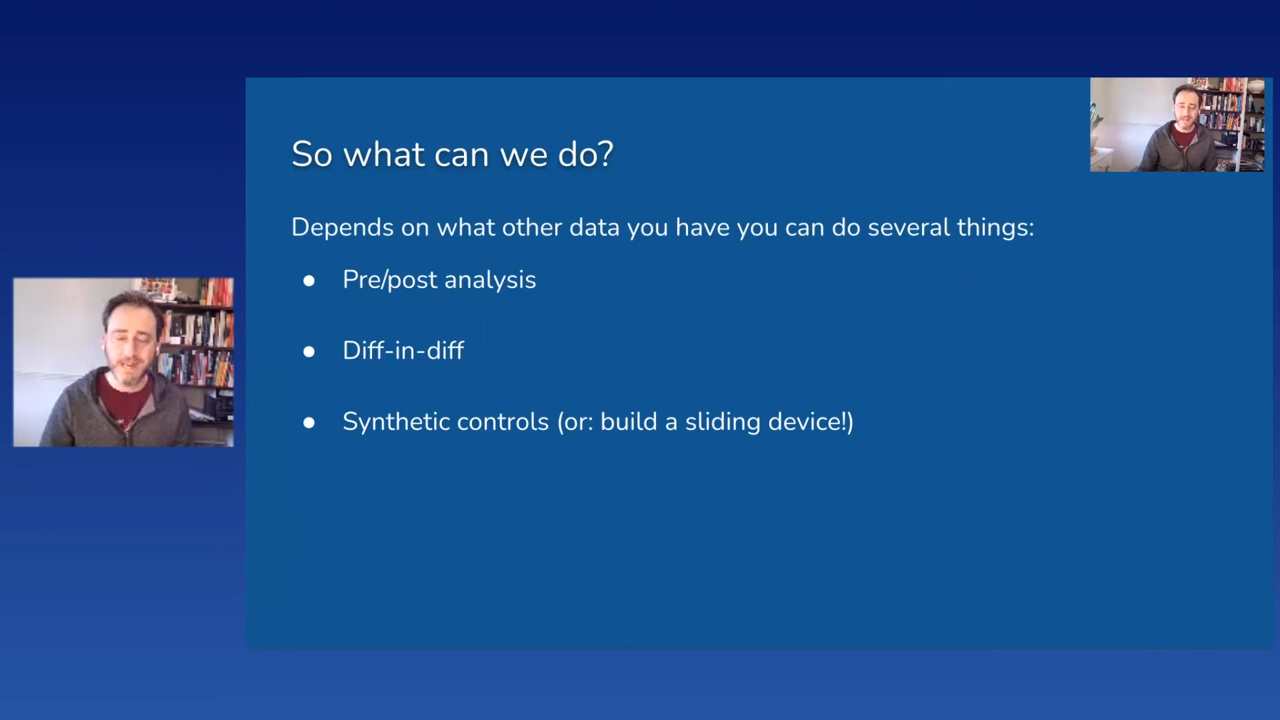 So what can we do?
Depends on what other data you have you can do several things:
● Pre/post analysis
● Diff-in-diff
● Synthetic controls (or: build a sliding device!)